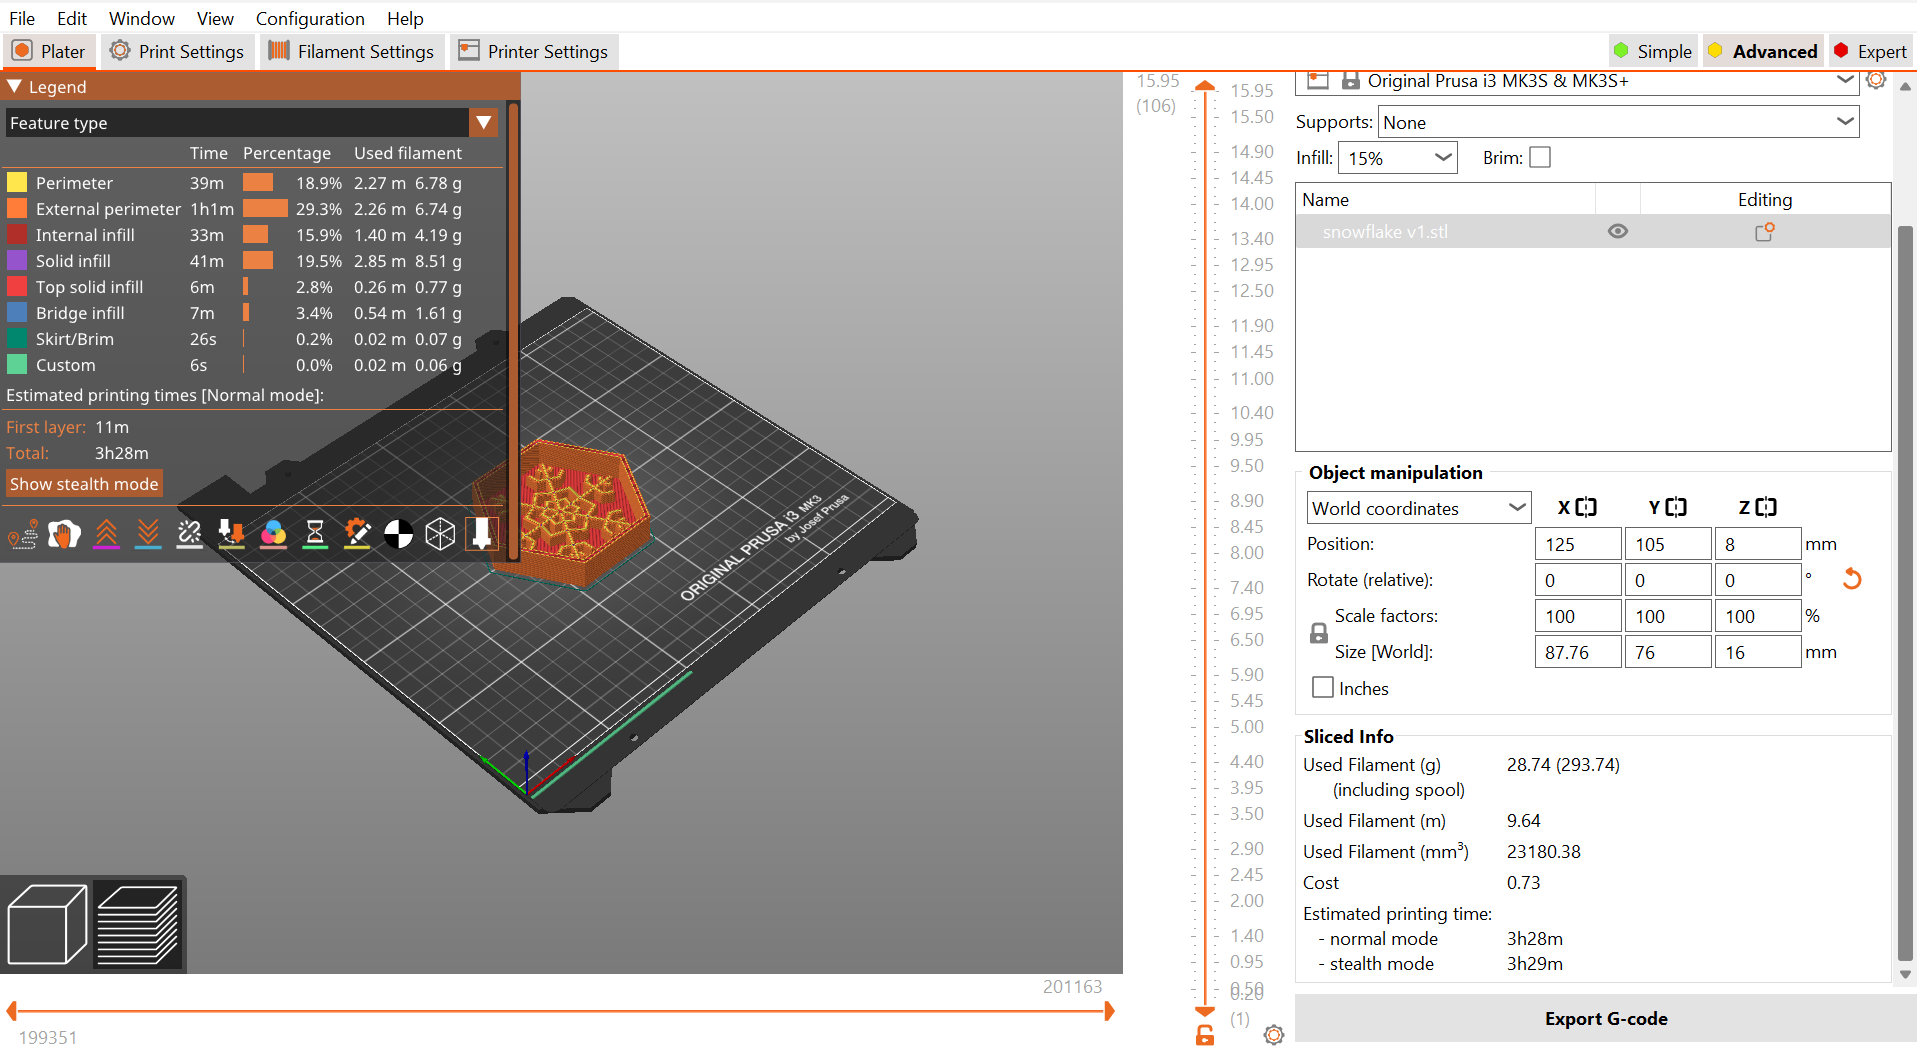 File Edit Window View Configuration Help
Plater Print Settings Filament Settings Printer Settings Simple Advanced Expert
Legend
Feature type
Time Percentage Used filament
Perimeter 39m 18.9% 2.27 m 6.78 g
External perimeter 1h1m 29.3% 2.26 m 6.74 g
Internal infill 33m 15.9% 1.40 m 4.19 g
Solid infill 41m 19.5% 2.85 m 8.51 g
Top solid infill 6m 2.8% 0.26 m 0.77 g
Bridge infill 7m 3.4% 0.54 m 1.61 g
Skirt/Brim 26s 0.2% 0.02 m 0.07 g
Custom 6s 0.0% 0.02 m 0.06 g
Estimated printing times [Normal mode]:
First layer: 11m
Total: 3h28m
Show stealth mode
ORIGINAL PRUSA i3 MK3
by Josef Prusa
199351
201163
15.95
(106)
15.95
15.50
14.90
14.45
14.00
13.40
12.95
12.50
11.90
11.45
11.00
10.40
9.95
9.50
8.90
8.45
8.00
7.40
6.95
6.50
5.90
5.45
5.00
4.40
3.95
3.50
2.90
2.45
2.00
1.40
0.95
0.50
0.20
(1)
Original Prusa i3 MK3S & MK3S+
Supports: None
Infill: 15% Brim:
Name Editing
snowflake v1.stl
Object manipulation
World coordinates X Y Z
Position: 125 105 8 mm
Rotate (relative): 0 0 0 °
Scale factors: 100 100 100 %
Size [World]: 87.76 76 16 mm
Inches
Sliced Info
Used Filament (g) 28.74 (293.74)
(including spool)
Used Filament (m) 9.64
Used Filament (mm³) 23180.38
Cost 0.73
Estimated printing time:
- normal mode 3h28m
- stealth mode 3h29m
Export G-code